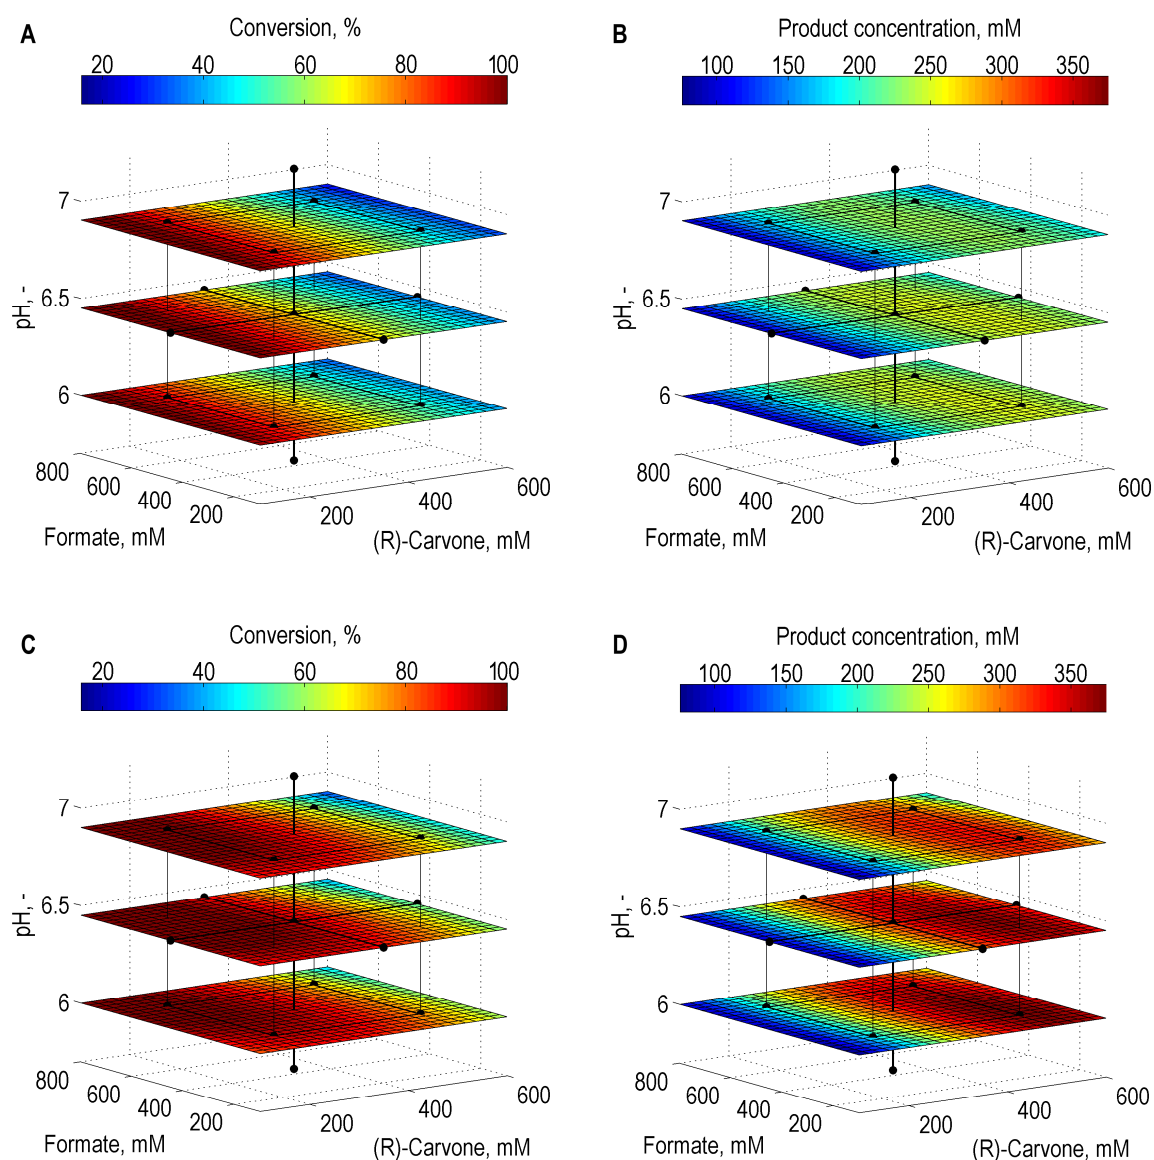 A
Conversion, %
20 40 60 80 100
7
6.5
6
pH, -
800
600
400
200
Formate, mM
200
400
600
(R)-Carvone, mM
B
Product concentration, mM
100 150 200 250 300 350
7
6.5
6
pH, -
800
600
400
200
Formate, mM
200
400
600
(R)-Carvone, mM
C
Conversion, %
20 40 60 80 100
7
6.5
6
pH, -
800
600
400
200
Formate, mM
200
400
600
(R)-Carvone, mM
D
Product concentration, mM
100 150 200 250 300 350
7
6.5
6
pH, -
800
600
400
200
Formate, mM
200
400
600
(R)-Carvone, mM